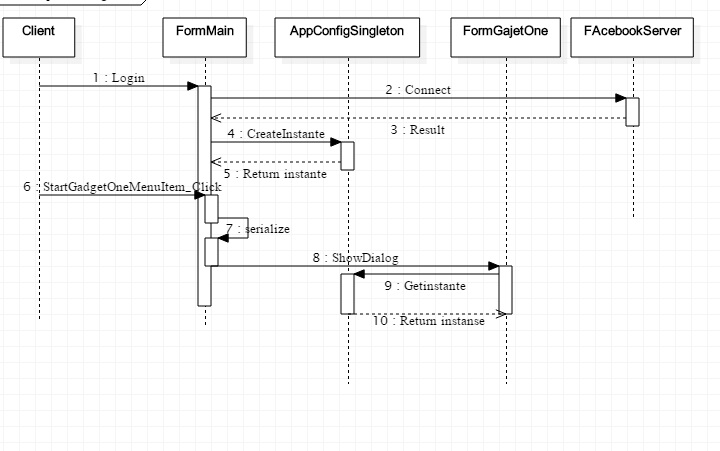 Client
FormMain
AppConfigSingleton
FormGajetOne
FAcebookServer
1 : Login
2 : Connect
3 : Result
4 : CreateInstante
5 : Return instante
6 : StartGadgetOneMenuItem_Click
7 : serialize
8 : ShowDialog
9 : Getinstante
10 : Return instanse